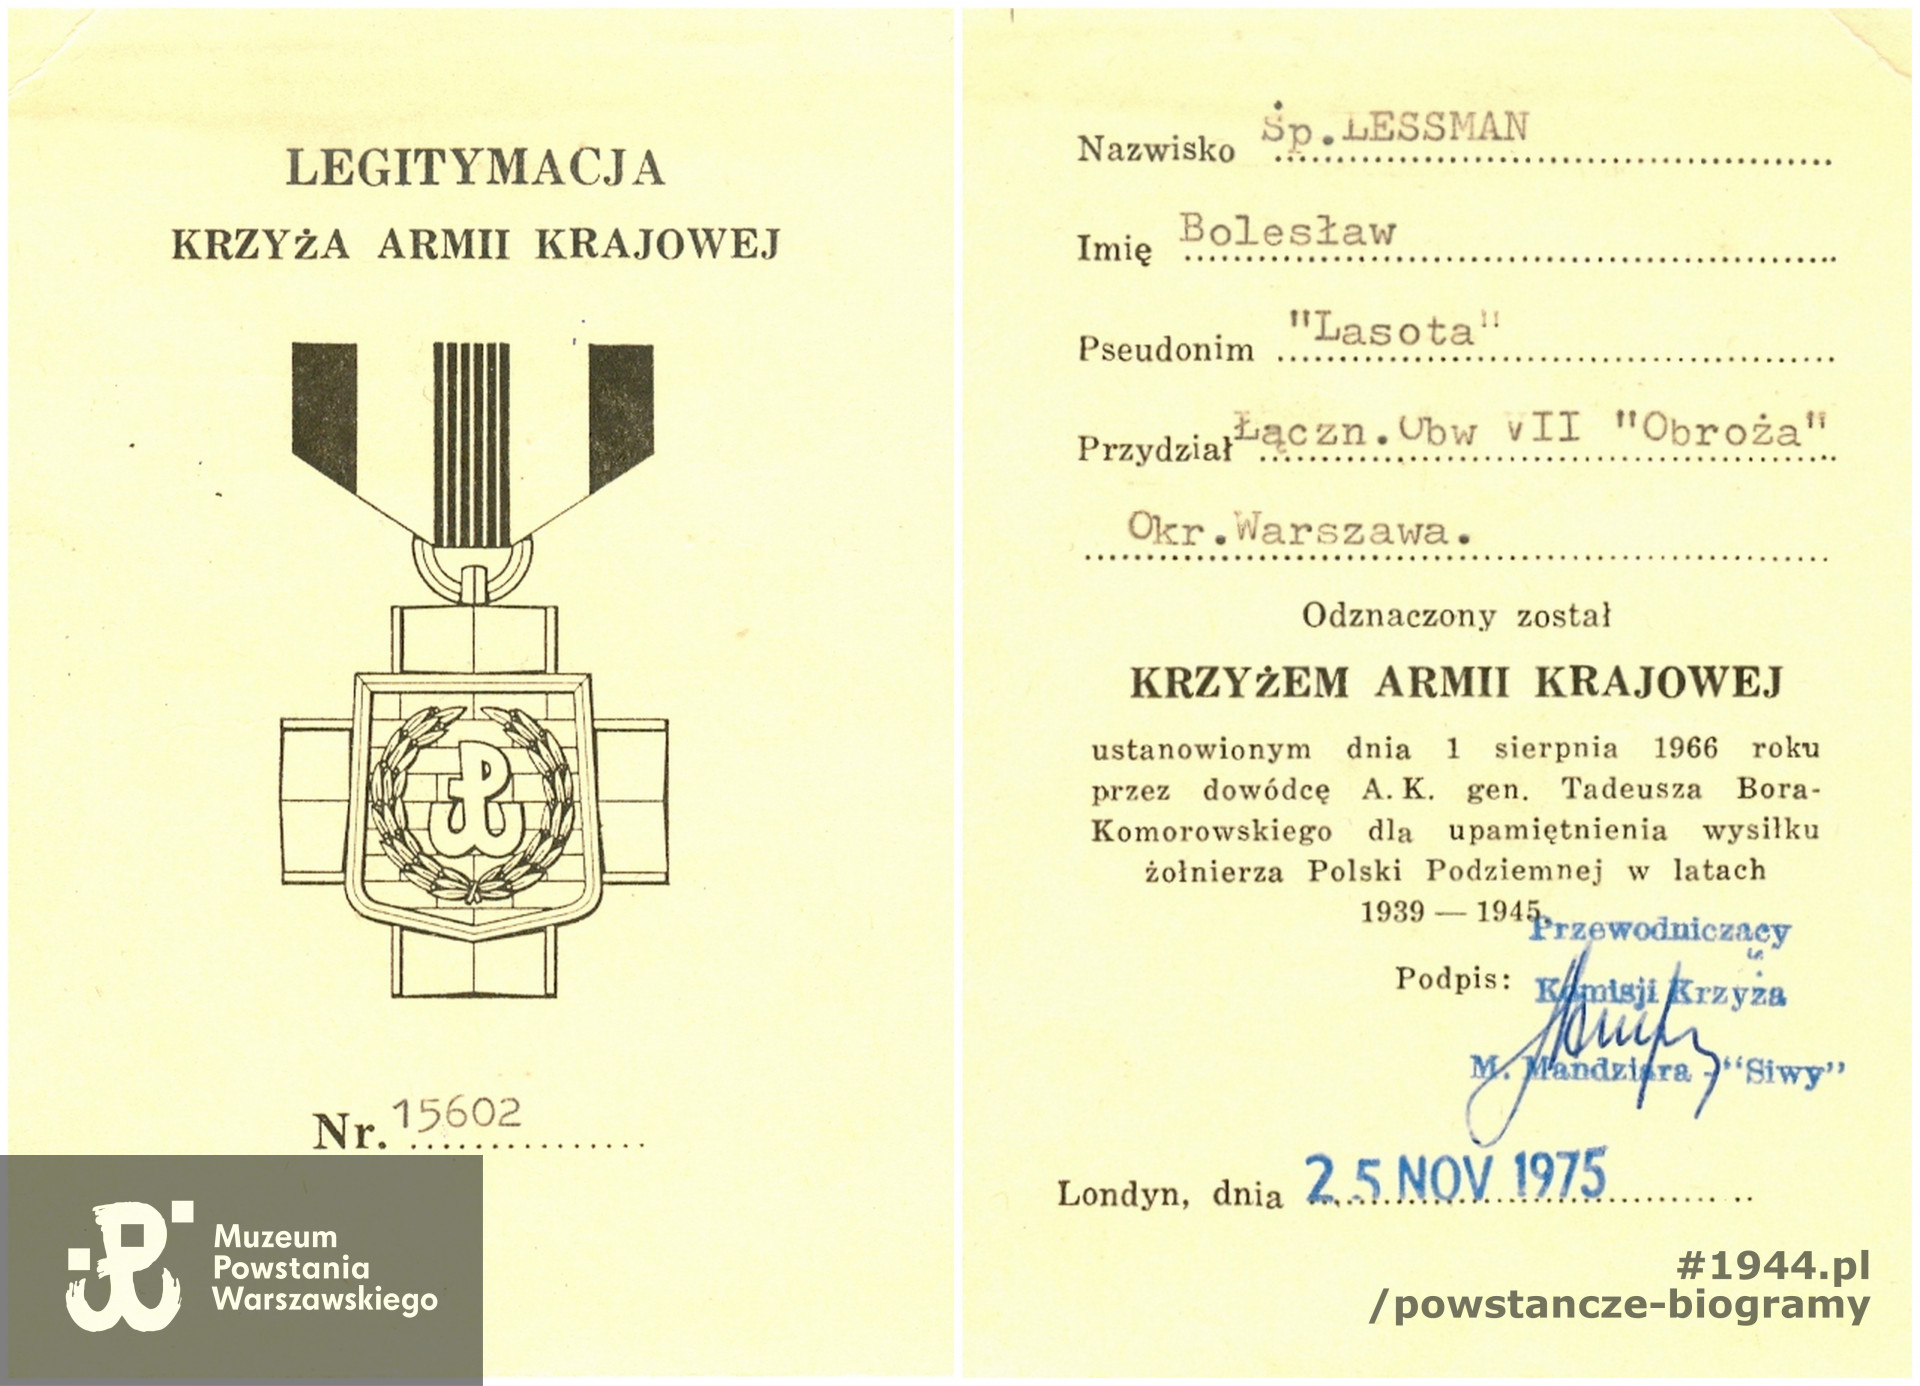 LEGITYMACJA
KRZYŻA ARMII KRAJOWEJ
Nr. 15602
Muzeum
Powstania
Warszawskiego
Nazwisko Śp.LESSMAN
Imię Bolesław
Pseudonim "Lasota"
Przydział Łączn.Obw VII "Obroża"
Okr.Warszawa.
Odznaczony został
KRZYŻEM ARMII KRAJOWEJ
ustanowionym dnia 1 sierpnia 1966 roku
przez dowódcę A. K. gen. Tadeusza Bora-
Komorowskiego dla upamiętnienia wysiłku
żołnierza Polski Podziemnej w latach
1939 — 1945
Przewodniczący
Podpis: Komisji Krzyża
M. Mandziara - "Siwy"
Londyn, dnia 25 NOV 1975
#1944.pl
/powstancze-biogramy